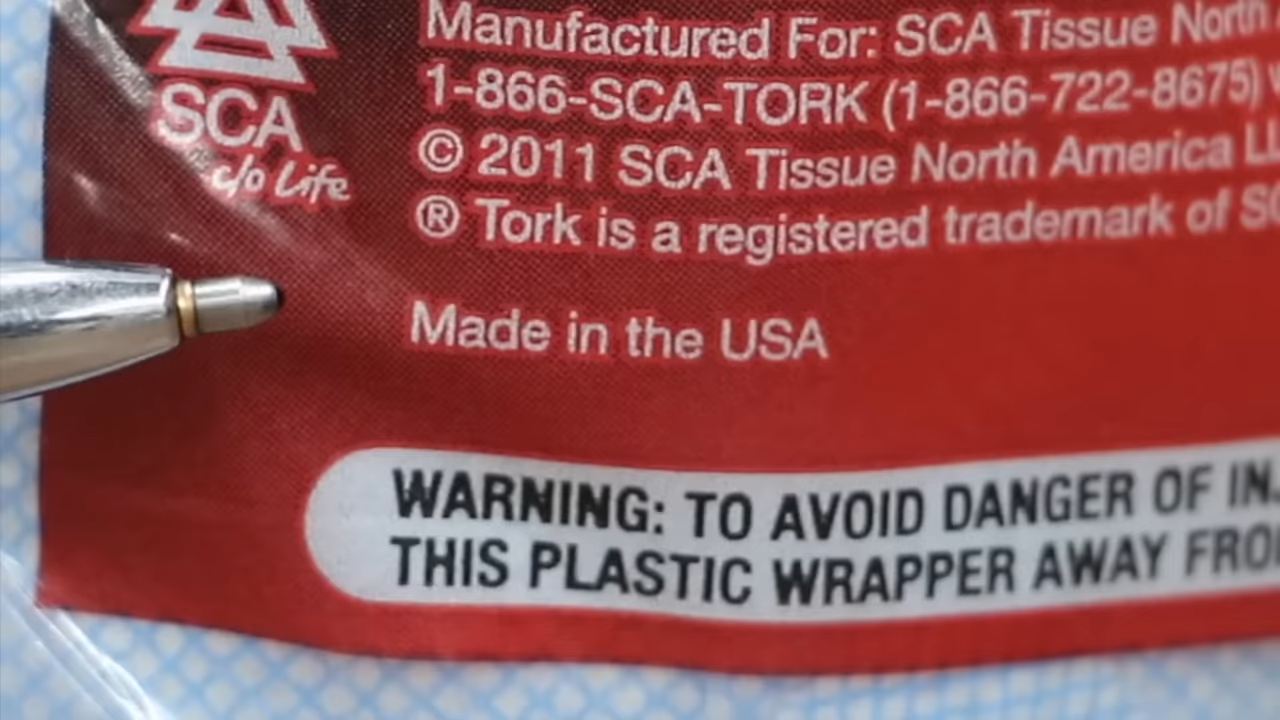 SCA
c/o Life
Manufactured For: SCA Tissue North
1-866-SCA-TORK (1-866-722-8675)
© 2011 SCA Tissue North America
® Tork is a registered trademark of
Made in the USA
WARNING: TO AVOID DANGER OF
THIS PLASTIC WRAPPER AWAY